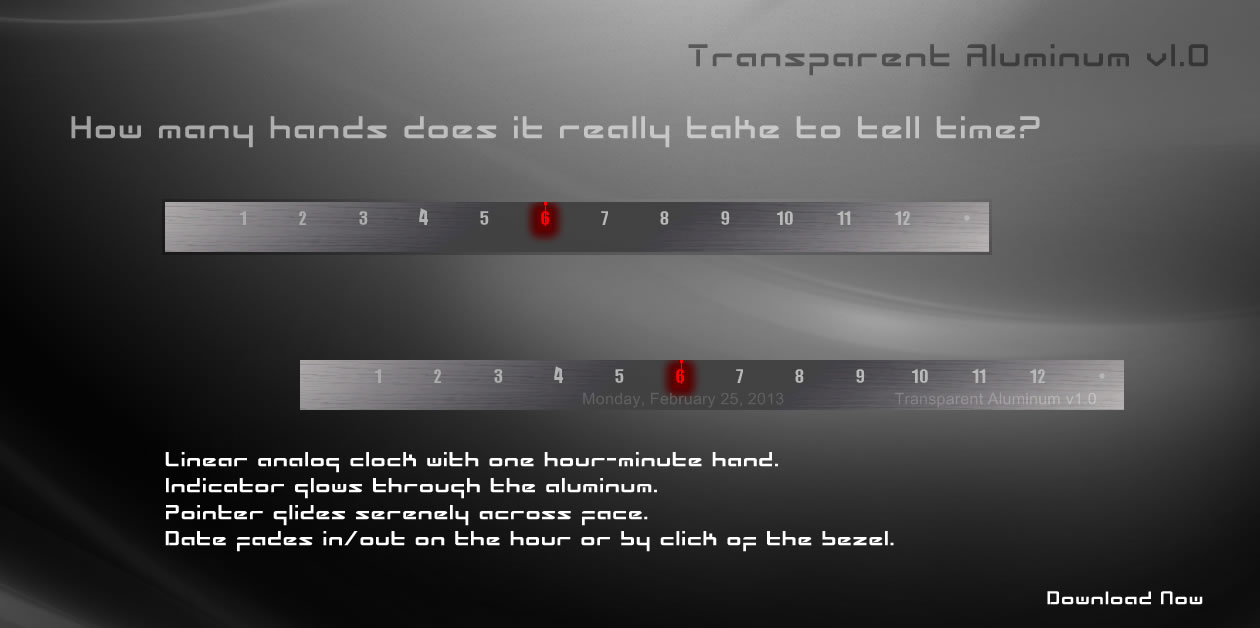 Transparent Aluminum v1.0
How many hands does it really take to tell time?
1 2 3 4 5 6 7 8 9 10 11 12
1 2 3 4 5 6 7 8 9 10 11 12
Monday, February 25, 2013 Transparent Aluminum v1.0
Linear analog clock with one hour-minute hand.
Indicator glows through the aluminum.
Pointer glides serenely across face.
Date fades in/out on the hour or by click of the bezel.
Download Now